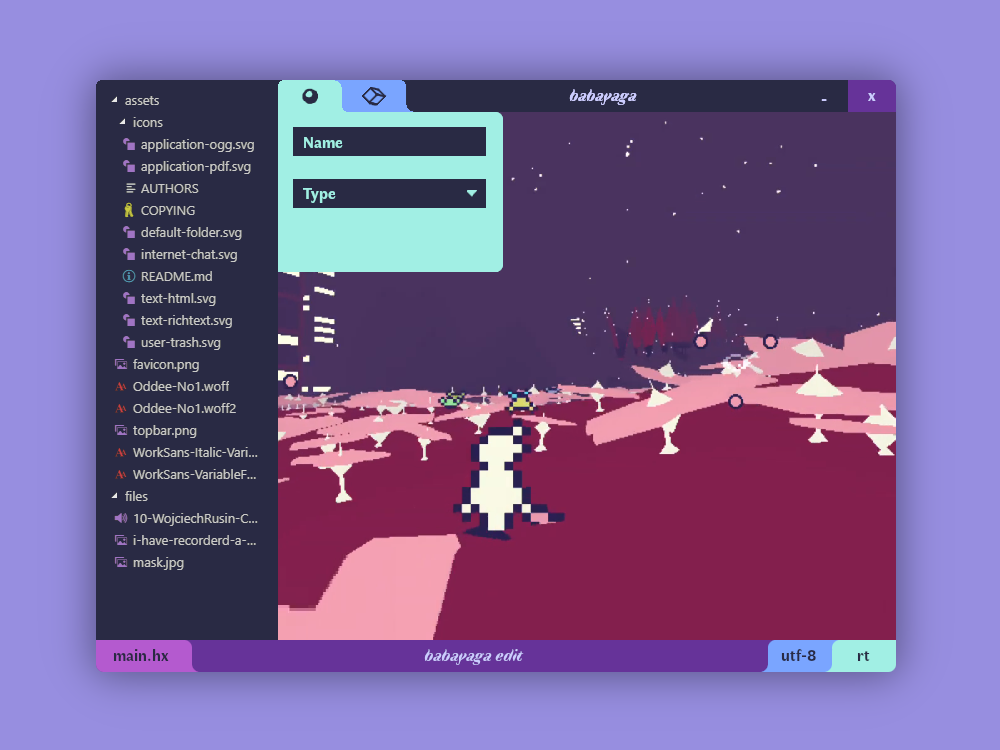 assets
icons
application-ogg.svg
application-pdf.svg
AUTHORS
COPYING
default-folder.svg
internet-chat.svg
README.md
text-html.svg
text-richtext.svg
user-trash.svg
favicon.png
Oddee-No1.woff
Oddee-No1.woff2
topbar.png
WorkSans-Italic-Vari...
WorkSans-VariableF...
files
10-WojciechRusin-C...
i-have-recorderd-a-...
mask.jpg
babayaga
- x
Name
Type
main.hx
babayaga edit
utf-8
rt